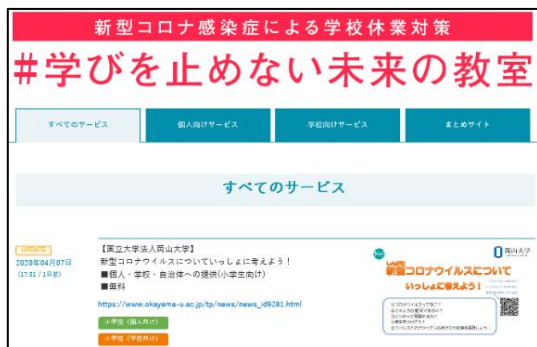 新型コロナ感染症による学校休業対策
#学びを止めない未来の教室
すべてのサービス
個人向けサービス
学校向けサービス
まとめサイト
すべてのサービス
UPDATE
2020年04月07日
(17:51 / 1日前)
【国立大学法人岡山大学】
新型コロナウイルスについていっしょに考えよう！
■個人・学校・自治体への提供(小学生向け)
■無料
https://www.okayama-u.ac.jp/tp/news/news_id9281.html
小学校（個人向け）
小学校（学校向け）
岡山大学
新型コロナウイルスについて
いっしょに考えよう！